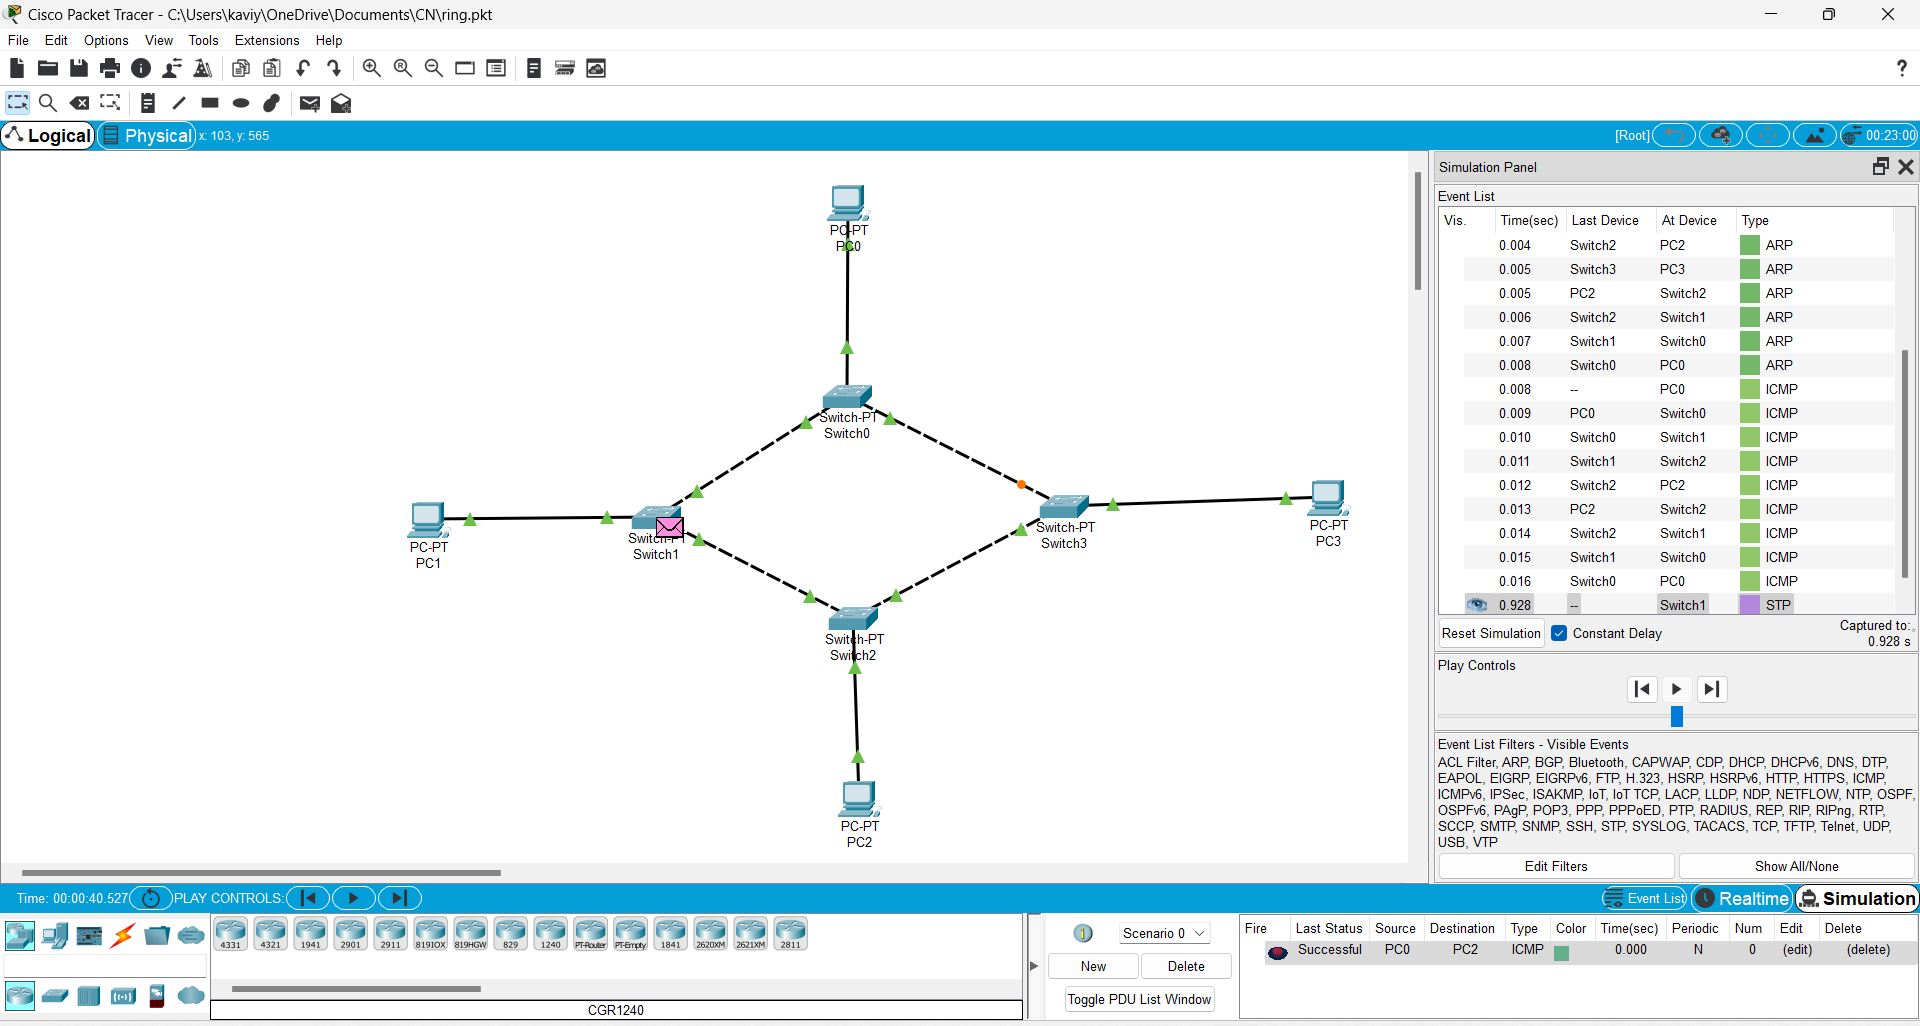 Cisco Packet Tracer - C:\Users\kaviy\OneDrive\Documents\CN\ring.pkt
File Edit Options View Tools Extensions Help
?
Logical Physical x: 103, y: 565 [Root] 00:23:00
Simulation Panel
Event List
Vis. Time(sec) Last Device At Device Type
0.004 Switch2 PC2 ARP
0.005 Switch3 PC3 ARP
0.005 PC2 Switch2 ARP
0.006 Switch2 Switch1 ARP
0.007 Switch1 Switch0 ARP
0.008 Switch0 PC0 ARP
0.008 -- PC0 ICMP
0.009 PC0 Switch0 ICMP
0.010 Switch0 Switch1 ICMP
0.011 Switch1 Switch2 ICMP
0.012 Switch2 PC2 ICMP
0.013 PC2 Switch2 ICMP
0.014 Switch2 Switch1 ICMP
0.015 Switch1 Switch0 ICMP
0.016 Switch0 PC0 ICMP
0.928 -- Switch1 STP
Reset Simulation Constant Delay Captured to:
0.928 s
Play Controls
Event List Filters - Visible Events
ACL Filter, ARP, BGP, Bluetooth, CAPWAP, CDP, DHCP, DHCPv6, DNS, DTP,
EAPOL, EIGRP, EIGRPv6, FTP, H.323, HSRP, HSRPv6, HTTP, HTTPS, ICMP,
ICMPv6, IPSec, ISAKMP, IoT, IoT TCP, LACP, LLDP, NDP, NETFLOW, NTP, OSPF,
OSPFv6, PAgP, POP3, PPP, PPPoED, PTP, RADIUS, REP, RIP, RIPng, RTP,
SCCP, SMTP, SNMP, SSH, STP, SYSLOG, TACACS, TCP, TFTP, Telnet, UDP,
USB, VTP
Edit Filters Show All/None
PC-PT
PC0
Switch-PT
Switch0
PC-PT
PC1
Switch-PT
Switch1
Switch-PT
Switch3
PC-PT
PC3
Switch-PT
Switch2
PC-PT
PC2
Time: 00:00:40.527 PLAY CONTROLS: Event List Realtime Simulation
4331 4321 1941 2901 2911 819IOX 819HGW 829 1240 PT-Router PT-Empty 1841 2620XM 2621XM 2811
CGR1240
1 Scenario 0
New Delete
Toggle PDU List Window
Fire Last Status Source Destination Type Color Time(sec) Periodic Num Edit Delete
Successful PC0 PC2 ICMP 0.000 N 0 (edit) (delete)